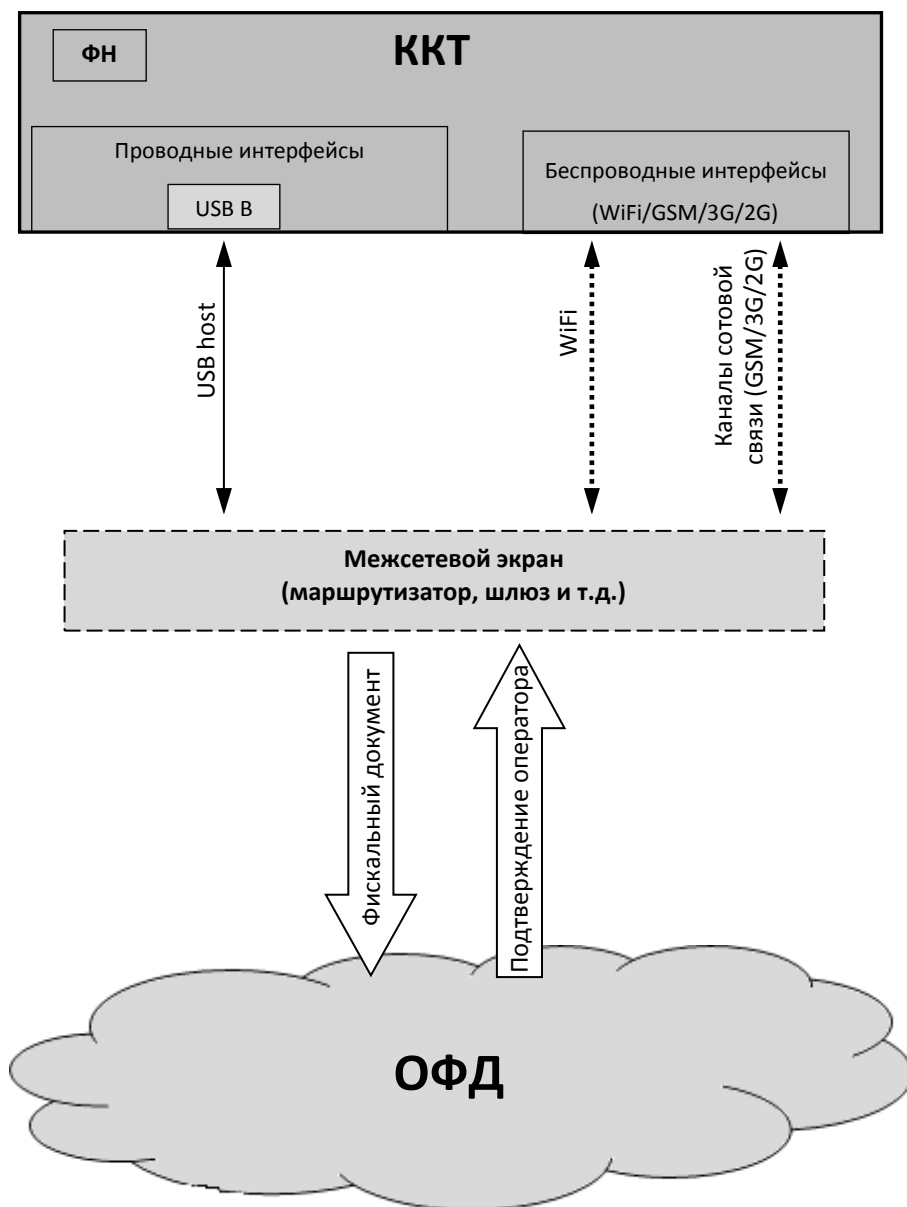 ФН
ККТ
Проводные интерфейсы
USB B
Беспроводные интерфейсы
(WiFi/GSM/3G/2G)
USB host
WiFi
Каналы сотовой
связи (GSM/3G/2G)
Межсетевой экран
(маршрутизатор, шлюз и т.д.)
Фискальный документ
Подтверждение оператора
ОФД